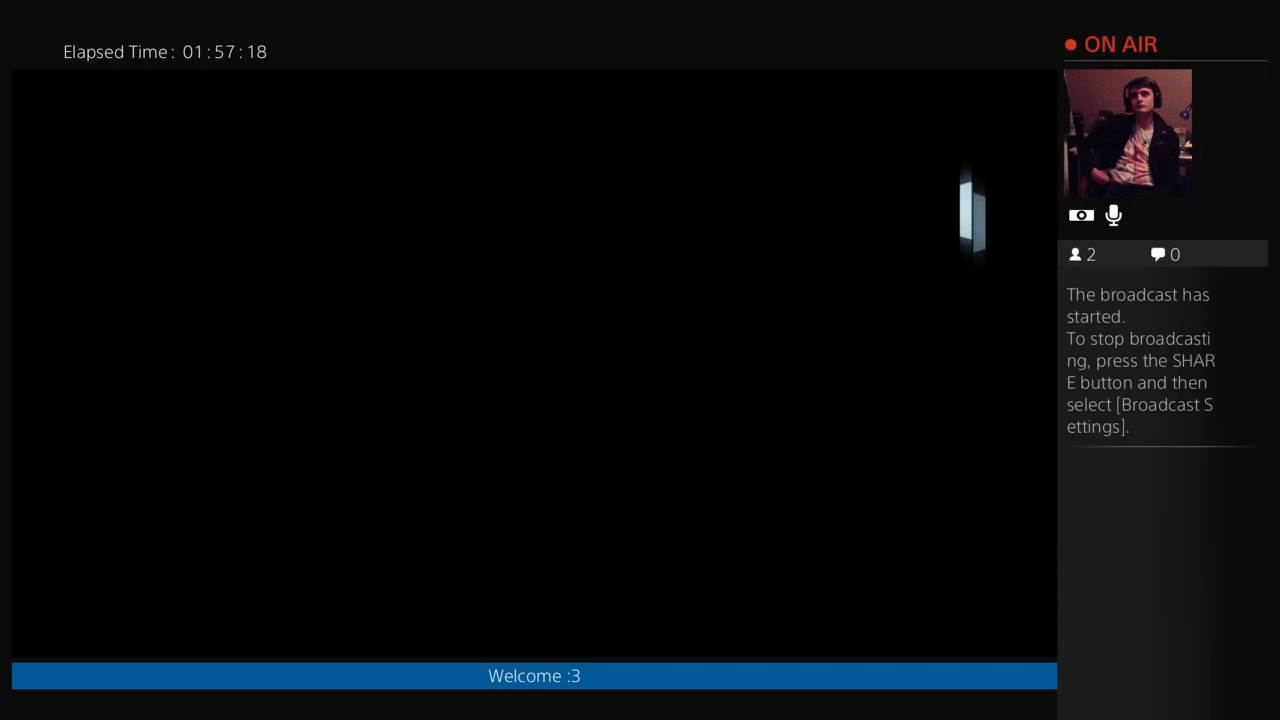 Elapsed Time: 01:57:18
ON AIR
2 0
The broadcast has
started.
To stop broadcasti
ng, press the SHAR
E button and then
select [Broadcast S
ettings].
Welcome :3